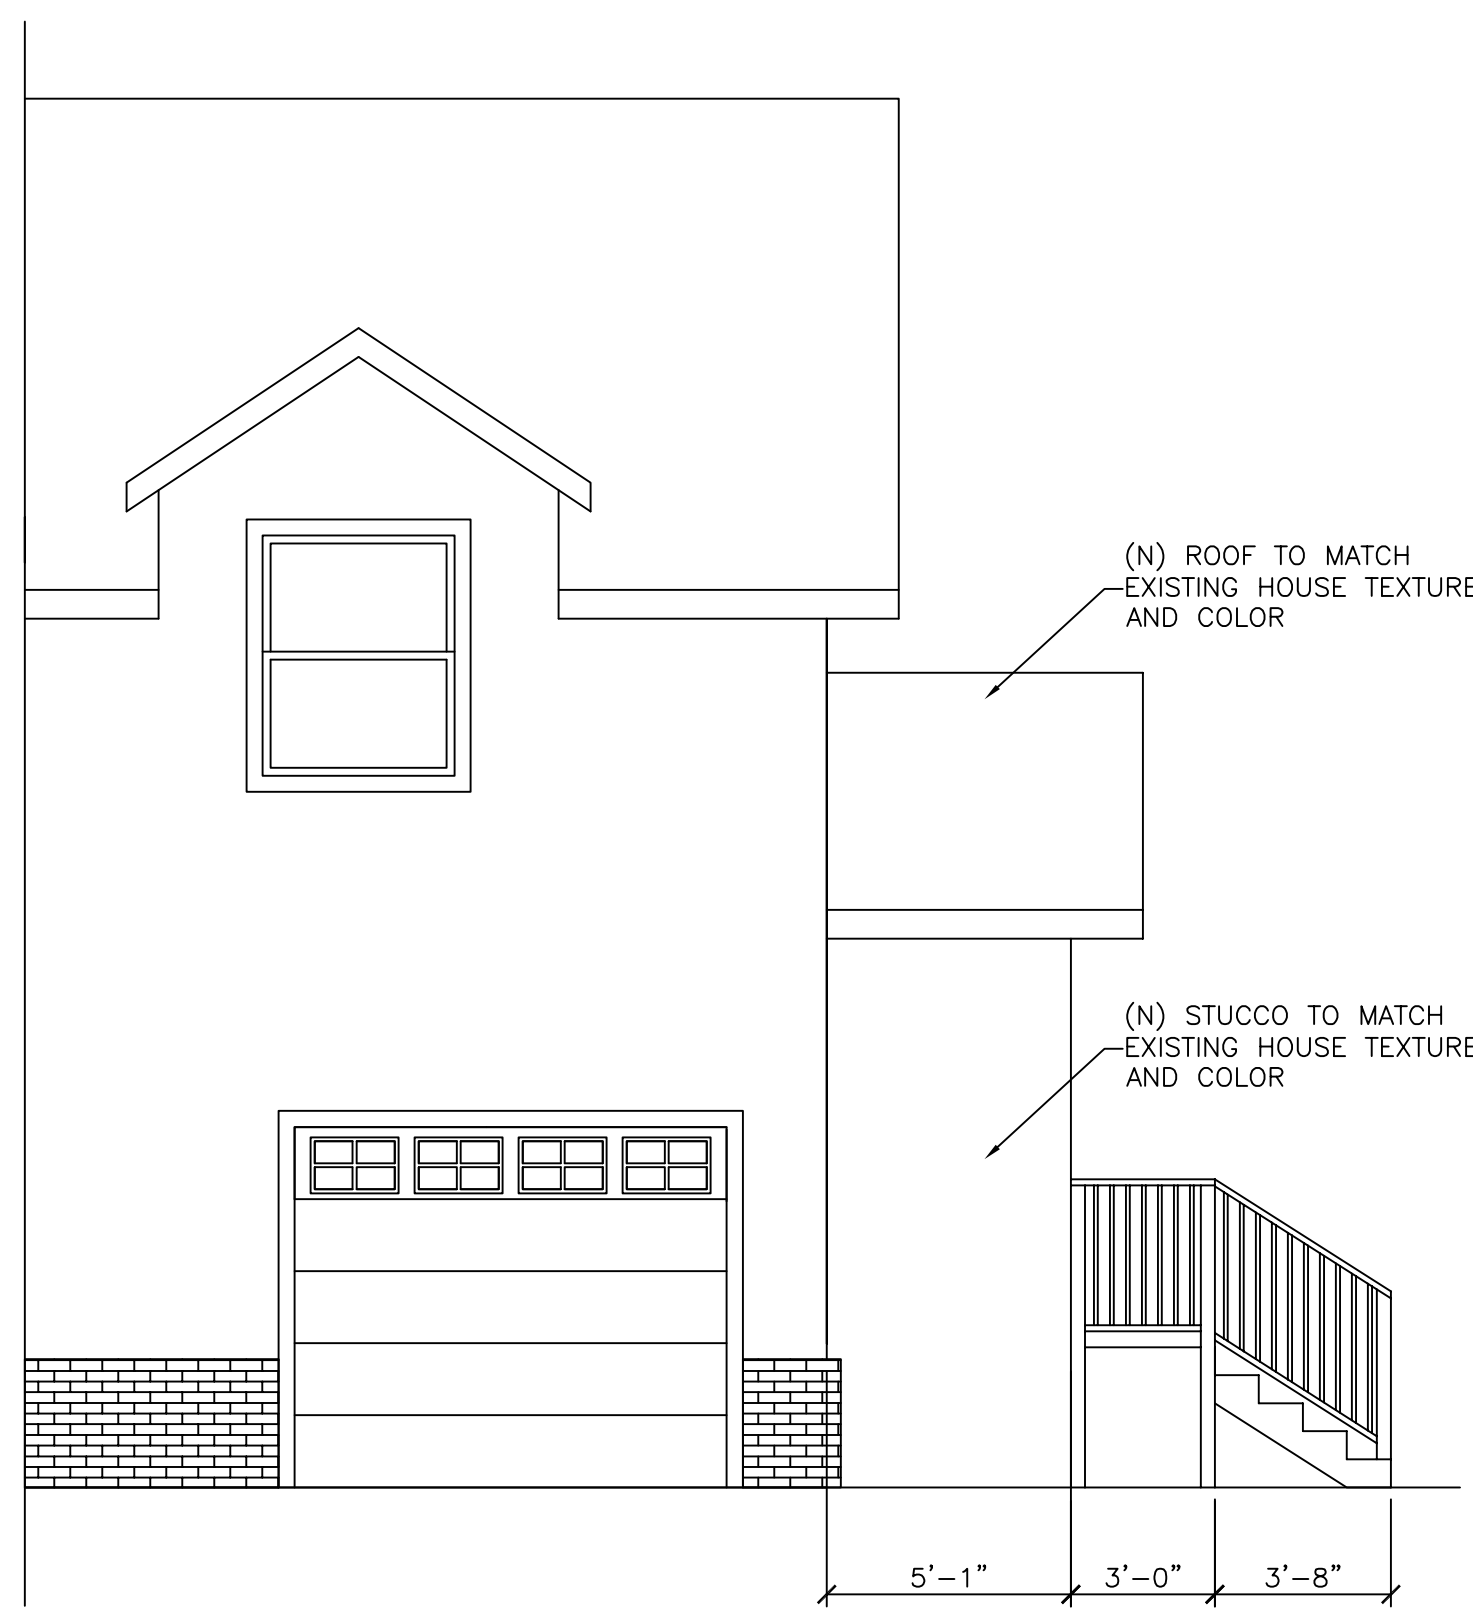 (N) ROOF TO MATCH
EXISTING HOUSE TEXTURE
AND COLOR
(N) STUCCO TO MATCH
EXISTING HOUSE TEXTURE
AND COLOR
5'-1"
3'-0"
3'-8"